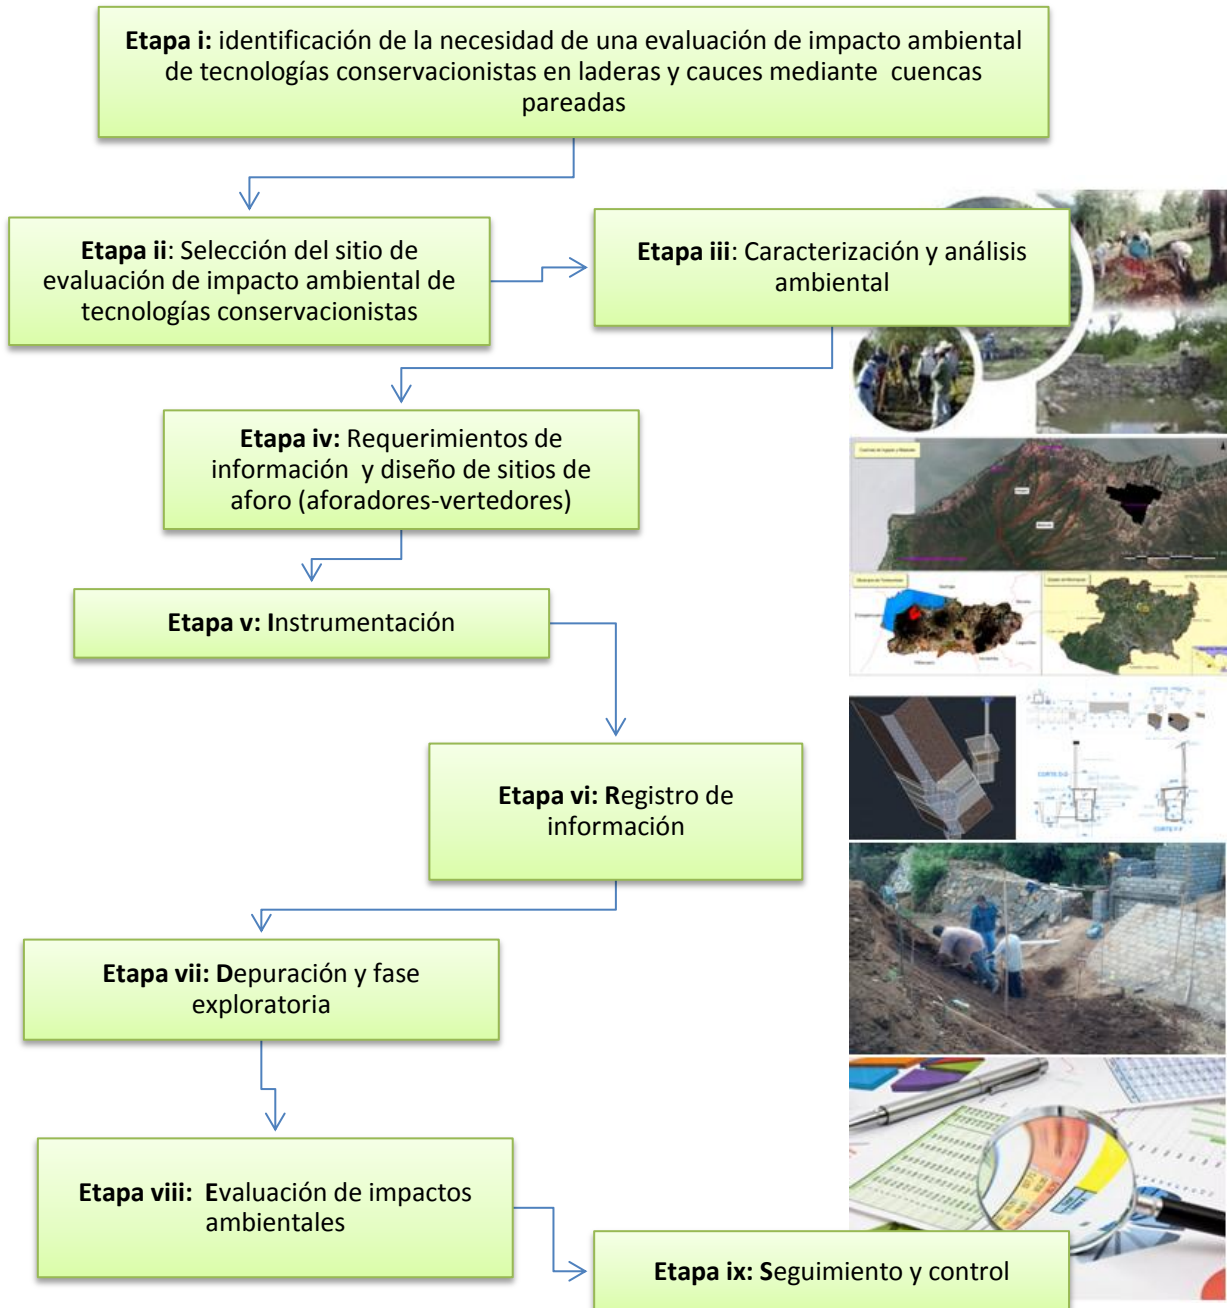 Etapa i: identificación de la necesidad de una evaluación de impacto ambiental
de tecnologías conservacionistas en laderas y cauces mediante cuencas
pareadas
Etapa ii: Selección del sitio de
evaluación de impacto ambiental de
tecnologías conservacionistas
Etapa iii: Caracterización y análisis
ambiental
Etapa iv: Requerimientos de
información y diseño de sitios de
aforo (aforadores-vertedores)
Etapa v: Instrumentación
Etapa vi: Registro de
información
Etapa vii: Depuración y fase
exploratoria
Etapa viii: Evaluación de impactos
ambientales
Etapa ix: Seguimiento y control